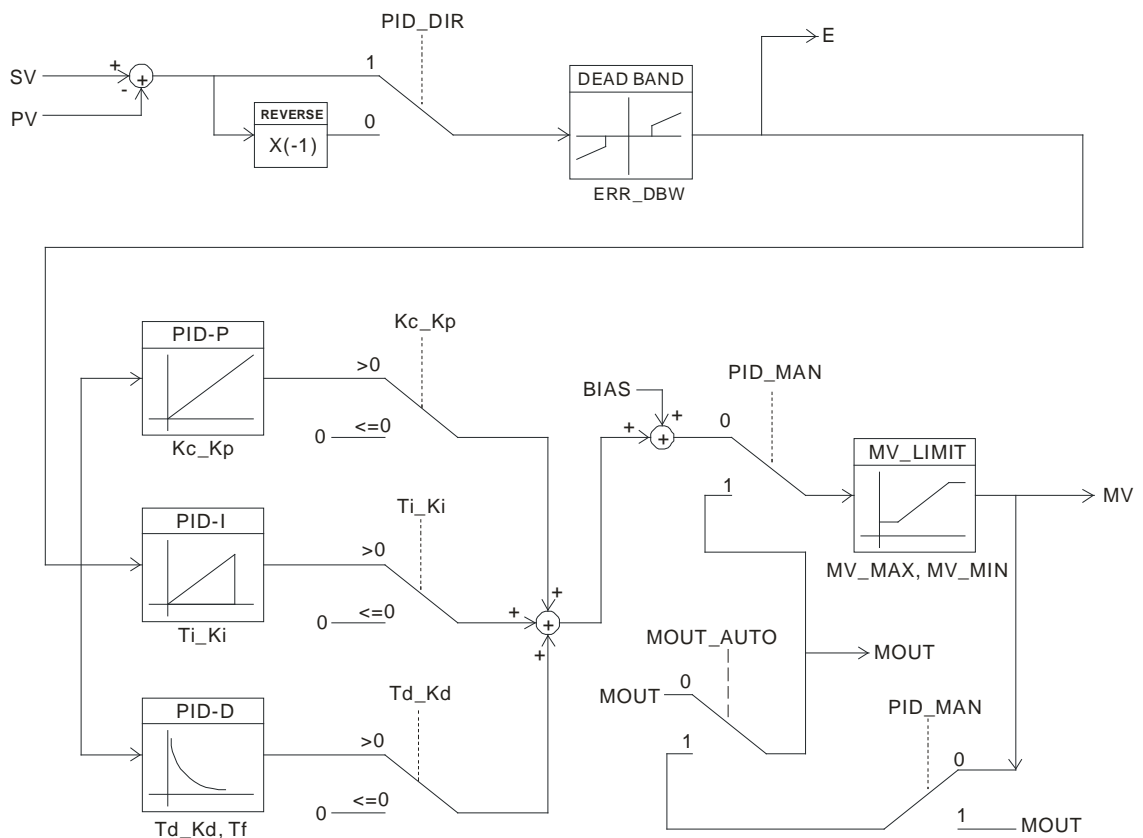 PID_DIR
E
SV
+
+
-
PV
1
0
REVERSE
X(-1)
DEAD BAND
ERR_DBW
PID-P
Kc_Kp
Kc_Kp
>0
0
<=0
BIAS
+
+
+
PID_MAN
0
1
MV_LIMIT
MV
MV_MAX, MV_MIN
PID-I
Ti_Ki
Ti_Ki
>0
0
<=0
+
+
+
+
MOUT_AUTO
MOUT
MOUT
0
1
PID-D
Td_Kd, Tf
Td_Kd
>0
0
<=0
PID_MAN
0
1
MOUT